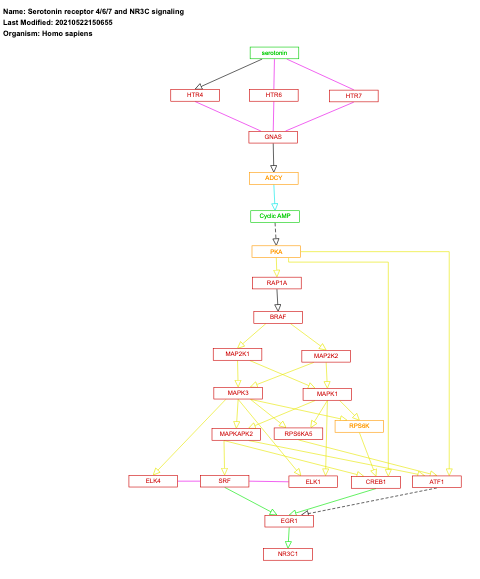 Name: Serotonin receptor 4/6/7 and NR3C signaling
Last Modified: 20210522150655
Organism: Homo sapiens
serotonin
HTR4 HTR6 HTR7
GNAS
ADCY
Cyclic AMP
PKA
RAP1A
BRAF
MAP2K1 MAP2K2
MAPK3 MAPK1
RPS6K
MAPKAPK2 RPS6KA5
ELK4 SRF ELK1 CREB1 ATF1
EGR1
NR3C1